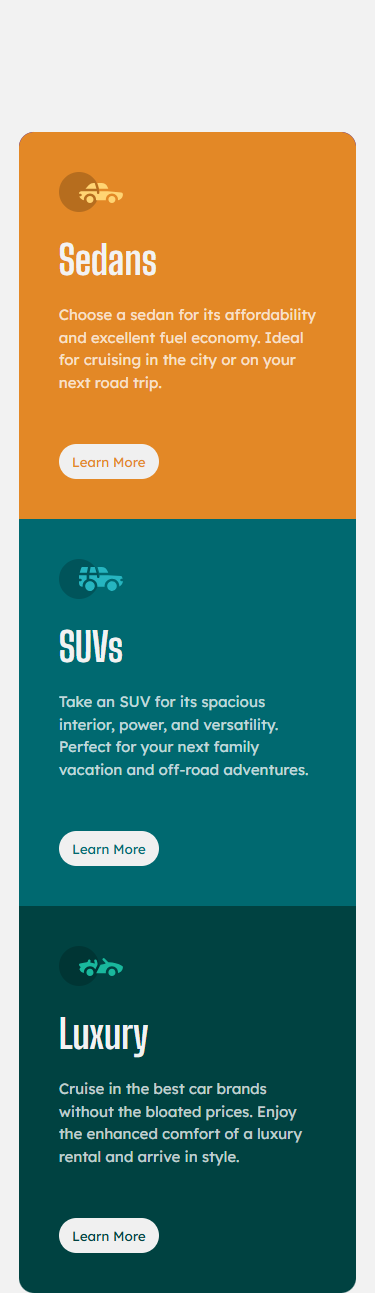 Sedans
Choose a sedan for its affordability
and excellent fuel economy. Ideal
for cruising in the city or on your
next road trip.
Learn More
SUVs
Take an SUV for its spacious
interior, power, and versatility.
Perfect for your next family
vacation and off-road adventures.
Learn More
Luxury
Cruise in the best car brands
without the bloated prices. Enjoy
the enhanced comfort of a luxury
rental and arrive in style.
Learn More